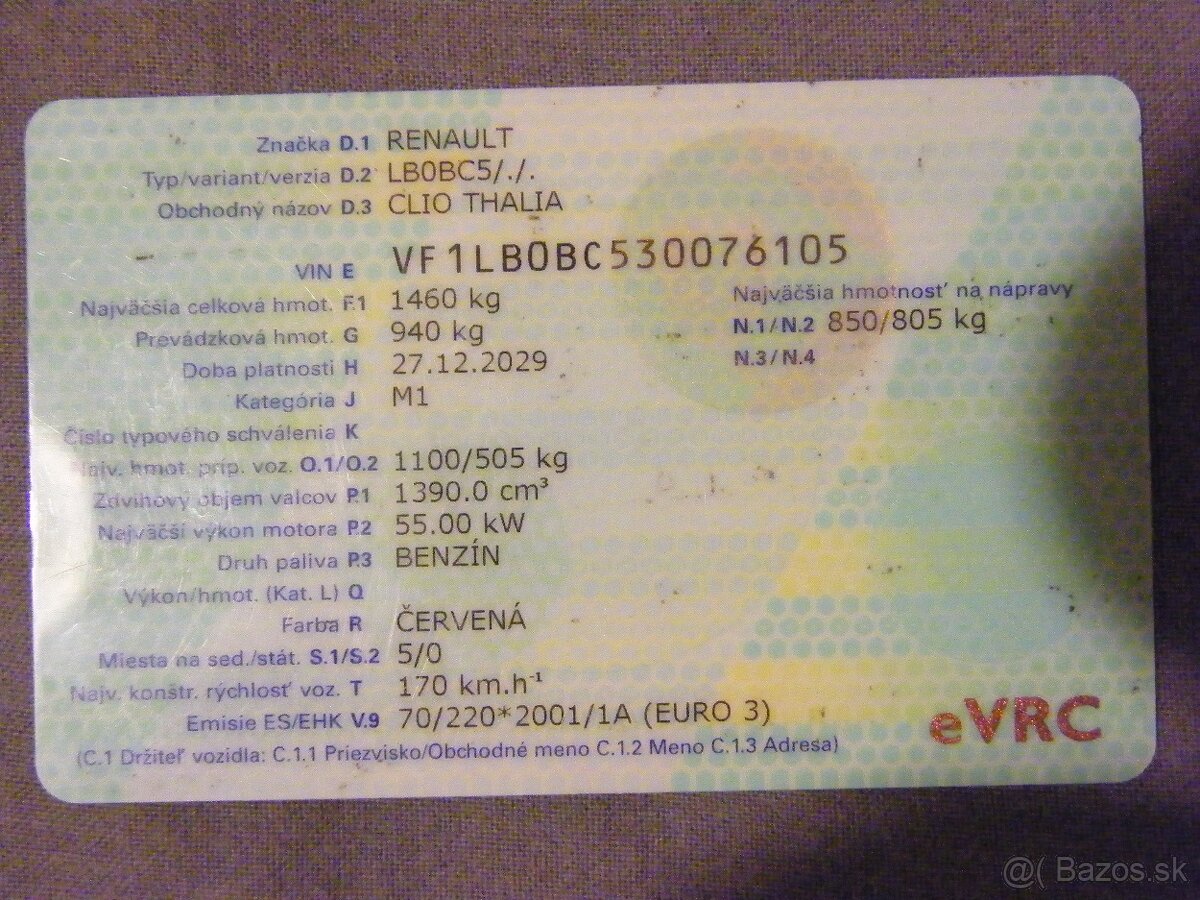 Značka D.1 RENAULT
Typ/variant/verzia D.2 LB0BC5/./.
Obchodný názov D.3 CLIO THALIA
VIN E VF1LB0BC530076105
Najväčšia celková hmot. F.1 1460 kg
Najväčšia hmotnosť na nápravy
Prevádzková hmot. G 940 kg
N.1/N.2 850/805 kg
Doba platnosti H 27.12.2029
N.3/N.4
Kategória J M1
Číslo typového schválenia K
Najv. hmot. príp. voz. O.1/O.2 1100/505 kg
Zdvihový objem valcov P.1 1390.0 cm³
Najväčší výkon motora P.2 55.00 kW
Druh paliva P.3 BENZÍN
Výkon/hmot. (Kat. L) Q
Farba R ČERVENÁ
Miesta na sed./stát. S.1/S.2 5/0
Najv. konštr. rýchlosť voz. T 170 km.h⁻¹
Emisie ES/EHK V.9 70/220*2001/1A (EURO 3)
eVRC
(C.1 Držiteľ vozidla: C.1.1 Priezvisko/Obchodné meno C.1.2 Meno C.1.3 Adresa)
@( Bazos.sk